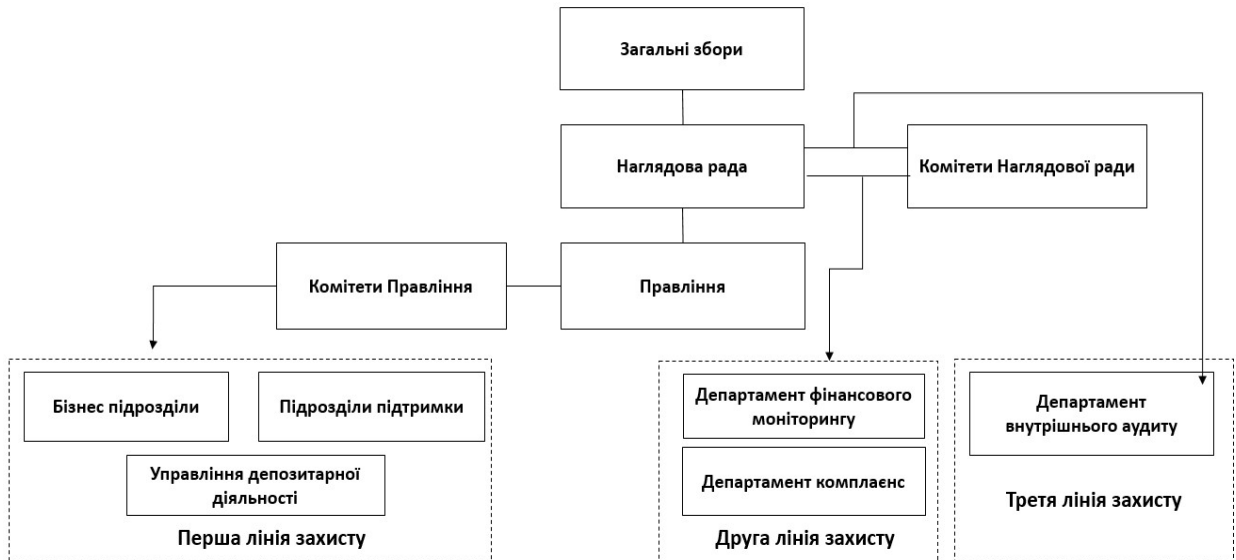 Загальні збори
Наглядова рада
Комітети Наглядової ради
Комітети Правління
Правління
Бізнес підрозділи
Підрозділи підтримки
Управління депозитарної
діяльності
Перша лінія захисту
Департамент фінансового
моніторингу
Департамент комплаєнс
Друга лінія захисту
Департамент
внутрішнього аудиту
Третя лінія захисту